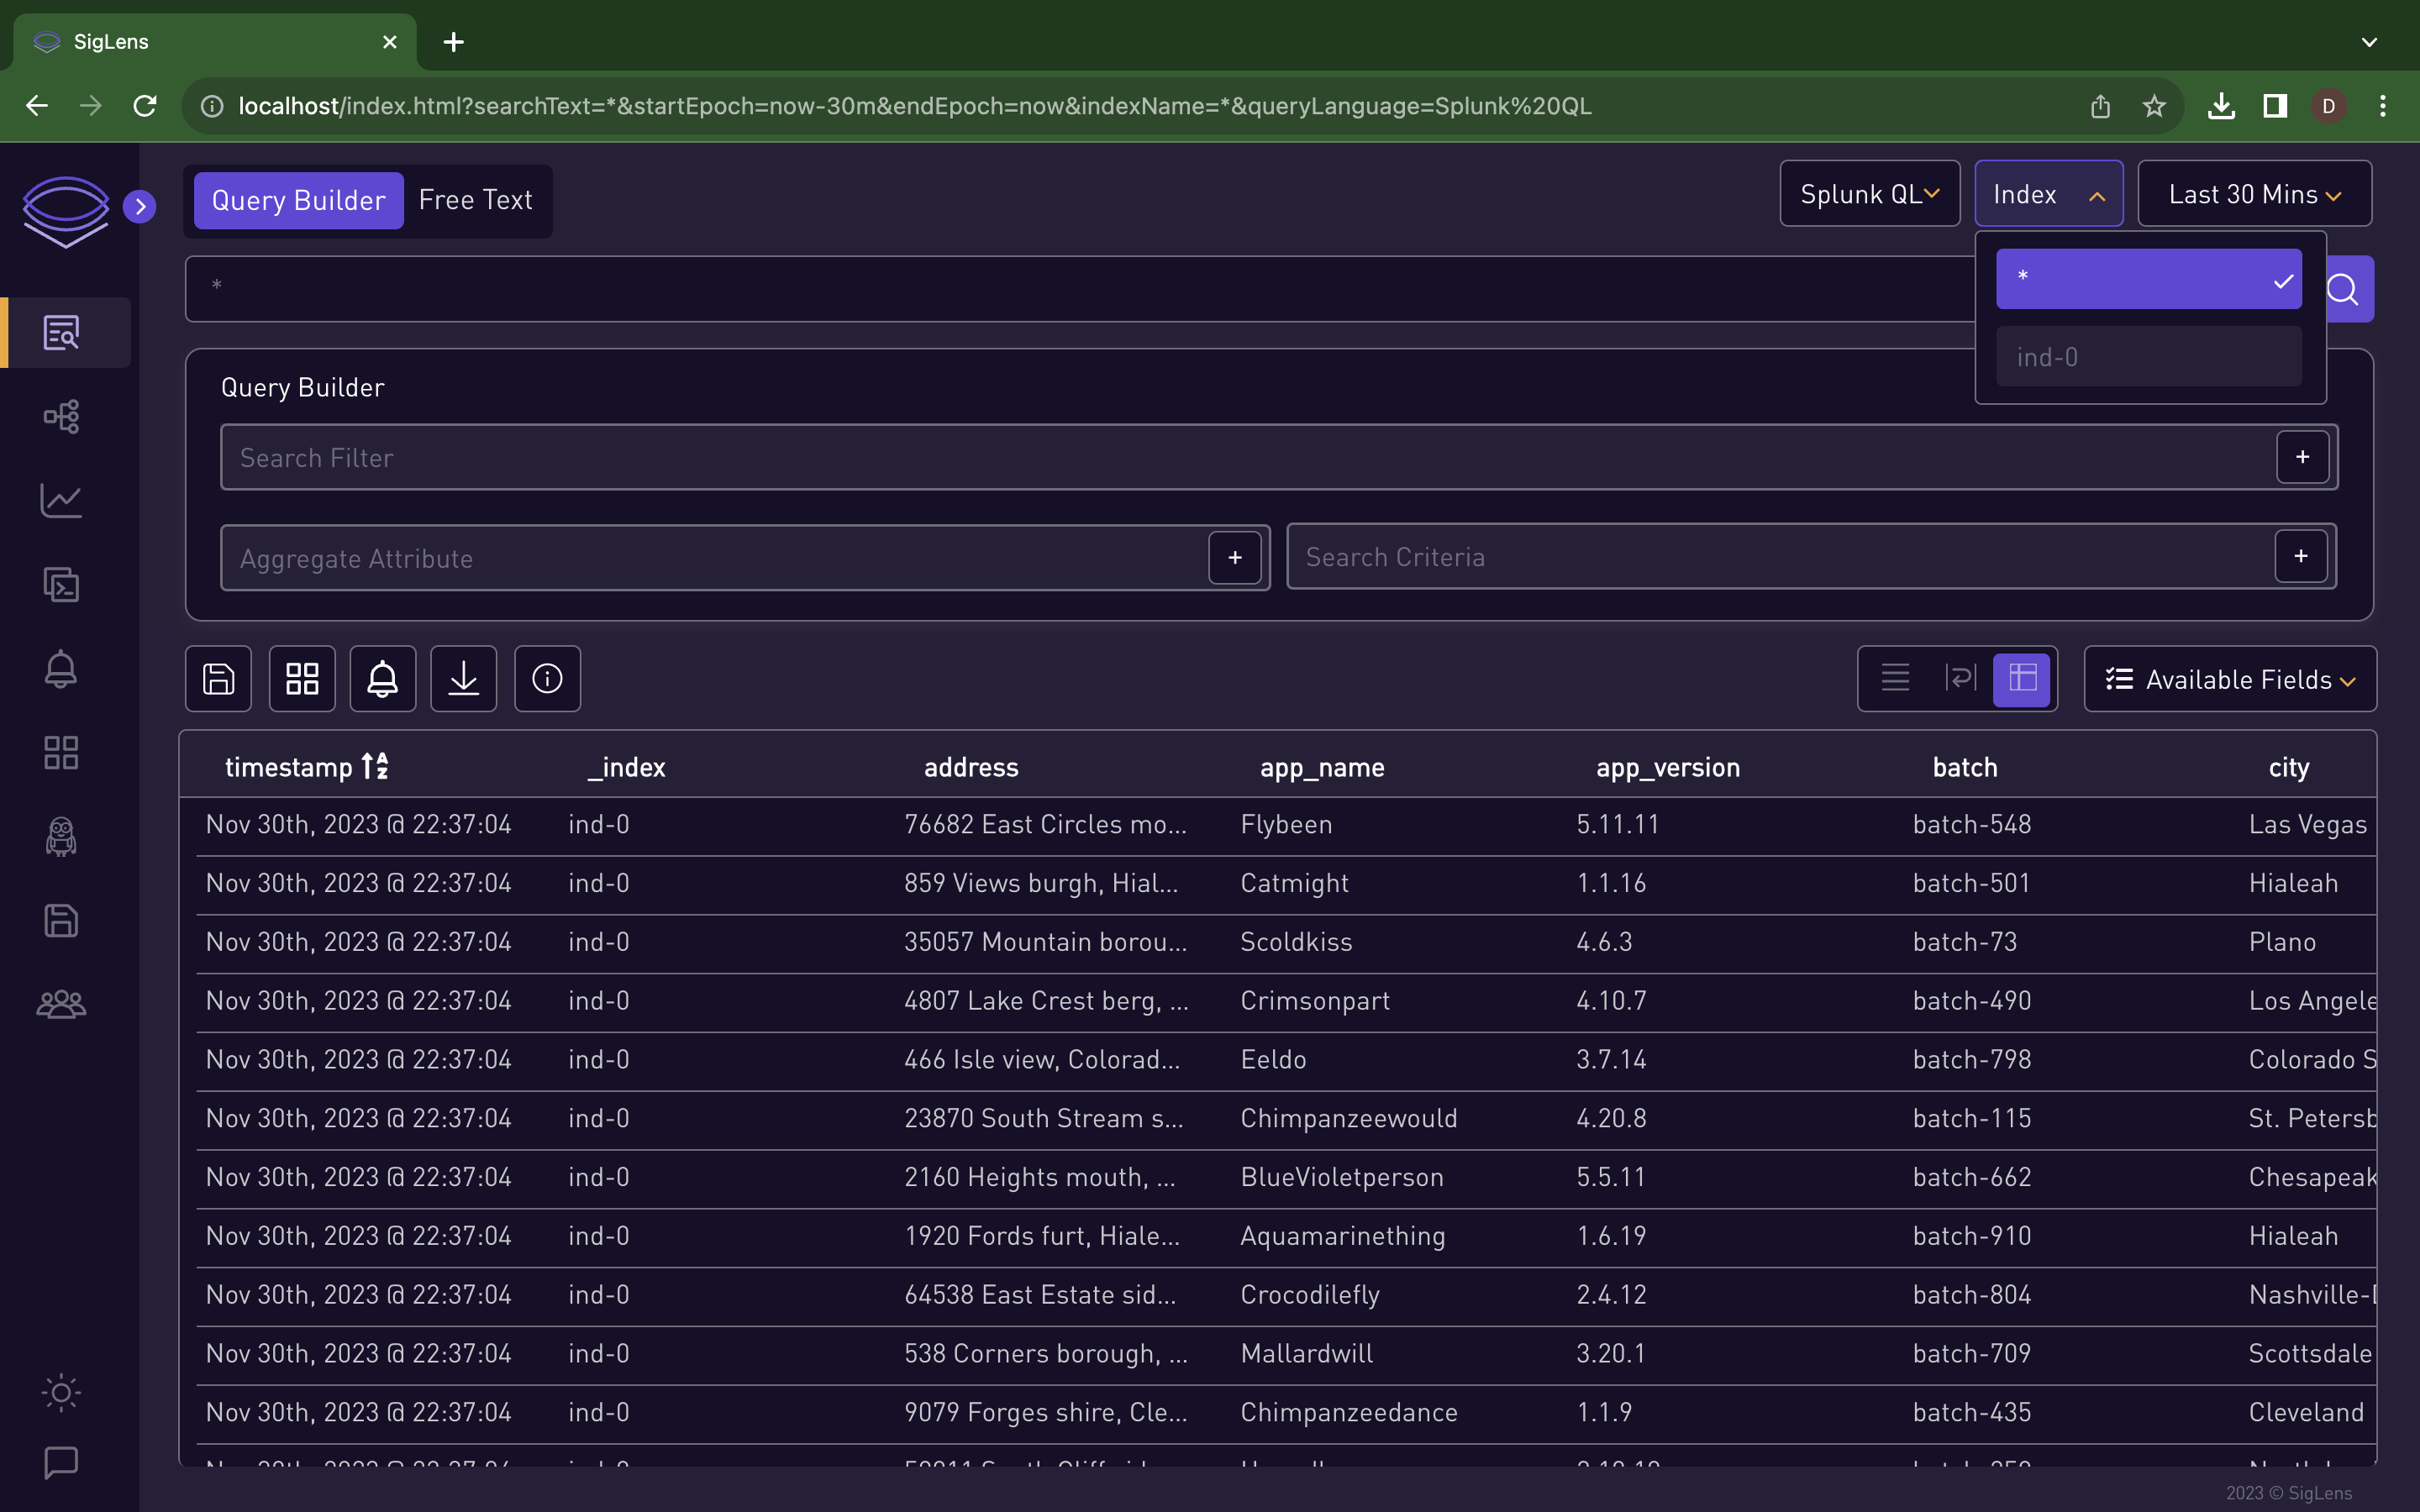 SigLens
localhost/index.html?searchText=*&startEpoch=now-30m&endEpoch=now&indexName=*&queryLanguage=Splunk%20QL
D
Query Builder Free Text
Splunk QL Index Last 30 Mins
*
*
ind-0
Query Builder
Search Filter +
Aggregate Attribute + Search Criteria +
Available Fields
timestamp _index address app_name app_version batch city
Nov 30th, 2023 @ 22:37:04 ind-0 76682 East Circles mo... Flybeen 5.11.11 batch-548 Las Vegas
Nov 30th, 2023 @ 22:37:04 ind-0 859 Views burgh, Hial... Catmight 1.1.16 batch-501 Hialeah
Nov 30th, 2023 @ 22:37:04 ind-0 35057 Mountain borou... Scoldkiss 4.6.3 batch-73 Plano
Nov 30th, 2023 @ 22:37:04 ind-0 4807 Lake Crest berg, ... Crimsonpart 4.10.7 batch-490 Los Angele
Nov 30th, 2023 @ 22:37:04 ind-0 466 Isle view, Colorad... Eeldo 3.7.14 batch-798 Colorado S
Nov 30th, 2023 @ 22:37:04 ind-0 23870 South Stream s... Chimpanzeewould 4.20.8 batch-115 St. Petersb
Nov 30th, 2023 @ 22:37:04 ind-0 2160 Heights mouth, ... BlueVioletperson 5.5.11 batch-662 Chesapeak
Nov 30th, 2023 @ 22:37:04 ind-0 1920 Fords furt, Hiale... Aquamarinething 1.6.19 batch-910 Hialeah
Nov 30th, 2023 @ 22:37:04 ind-0 64538 East Estate sid... Crocodilefly 2.4.12 batch-804 Nashville-
Nov 30th, 2023 @ 22:37:04 ind-0 538 Corners borough, ... Mallardwill 3.20.1 batch-709 Scottsdale
Nov 30th, 2023 @ 22:37:04 ind-0 9079 Forges shire, Cle... Chimpanzeedance 1.1.9 batch-435 Cleveland
2023 © SigLens